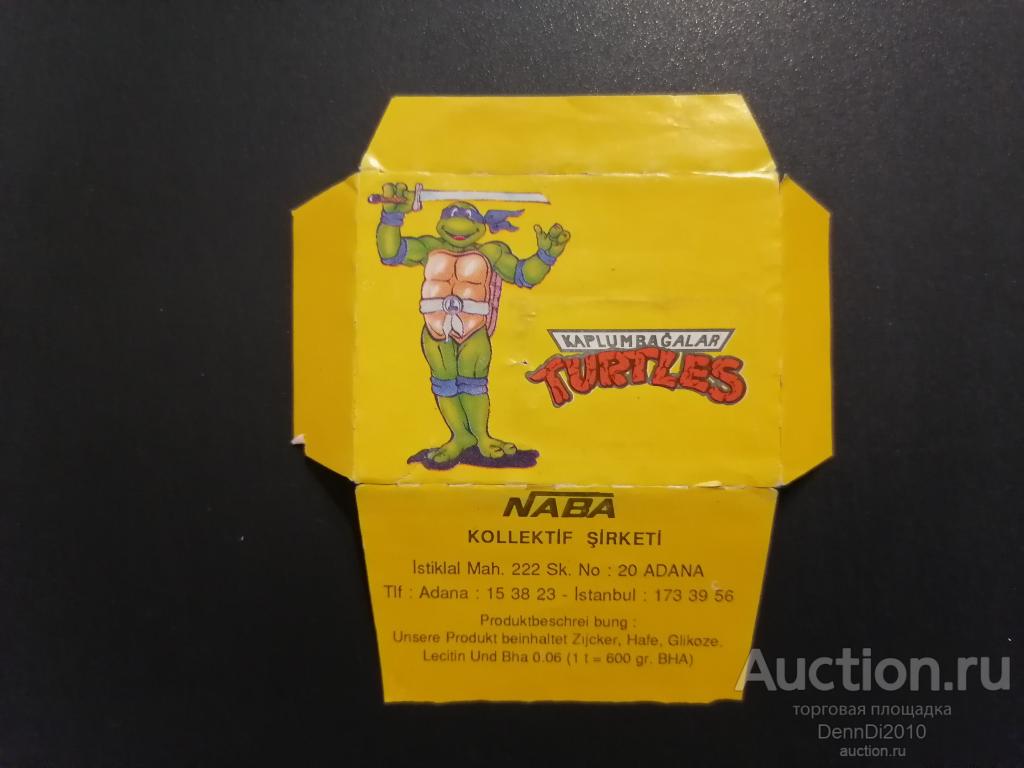 KAPLUMBAĞALAR
TURTLES
NABA
KOLLEKTİF ŞİRKETİ
İstiklal Mah. 222 Sk. No : 20 ADANA
Tlf : Adana : 15 38 23 - İstanbul : 173 39 56
Produktbeschrei bung :
Unsere Produkt beinhaltet Zıjcker, Hafe, Glikoze.
Lecitin Und Bha 0.06 (1 t = 600 gr. BHA)
Auction.ru
торговая площадка
DennDi2010
auction.ru